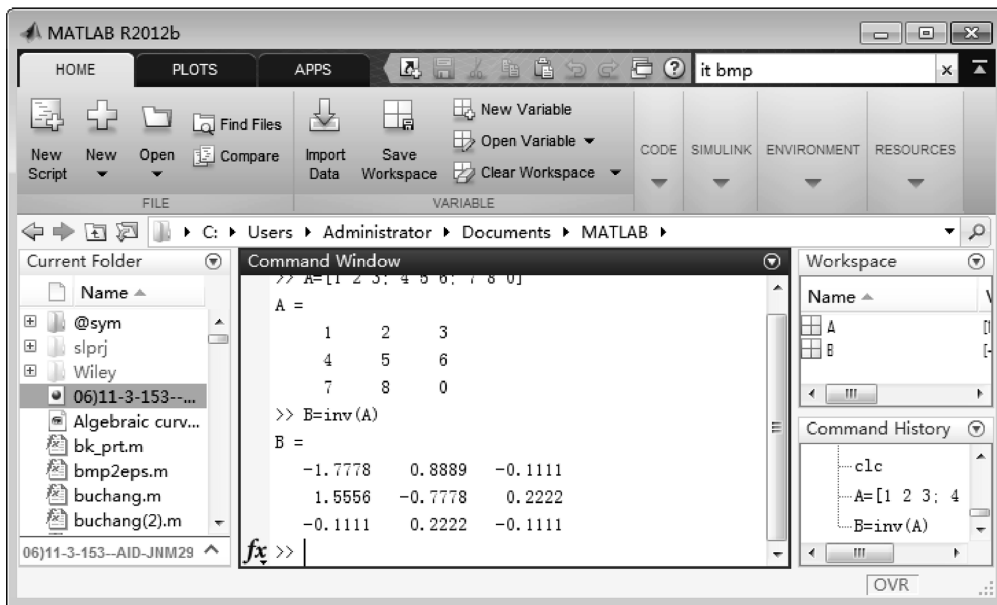 MATLAB R2012b
HOME PLOTS APPS it bmp
New Script New Open Find Files Compare
FILE
Import Data Save Workspace New Variable Open Variable Clear Workspace
VARIABLE
CODE SIMULINK ENVIRONMENT RESOURCES
C: Users Administrator Documents MATLAB
Current Folder
Name
@sym
slprj
Wiley
06)11-3-153--...
Algebraic curv...
bk_prt.m
bmp2eps.m
buchang.m
buchang(2).m
06)11-3-153--AID-JNM29
Command Window
>> A=[1 2 3; 4 5 6; 7 8 0]
A =
1 2 3
4 5 6
7 8 0
>> B=inv(A)
B =
-1.7778 0.8889 -0.1111
1.5556 -0.7778 0.2222
-0.1111 0.2222 -0.1111
fx >>
Workspace
Name
A
B
Command History
clc
A=[1 2 3; 4
B=inv(A)
OVR